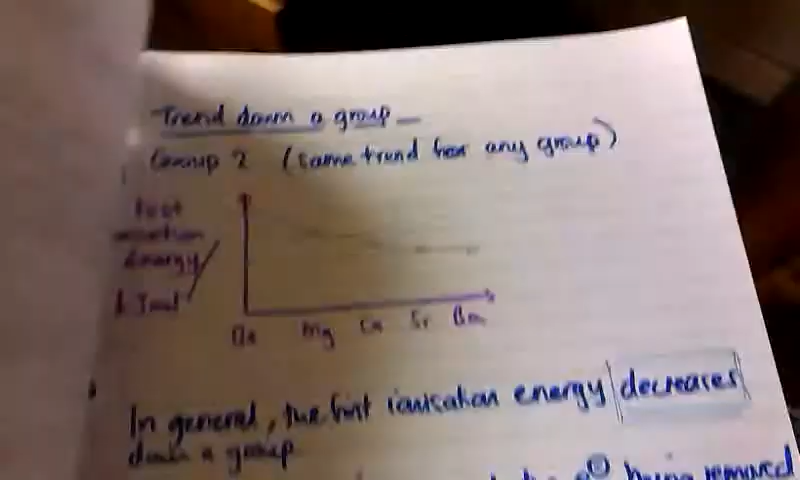 Trend down a group
Group 2 (same trend for any group)
First
ionisation
Energy/
kJmol
Be Mg Ca Sr Ba
In general, the first ionisation energy decreases
down a group
being removed